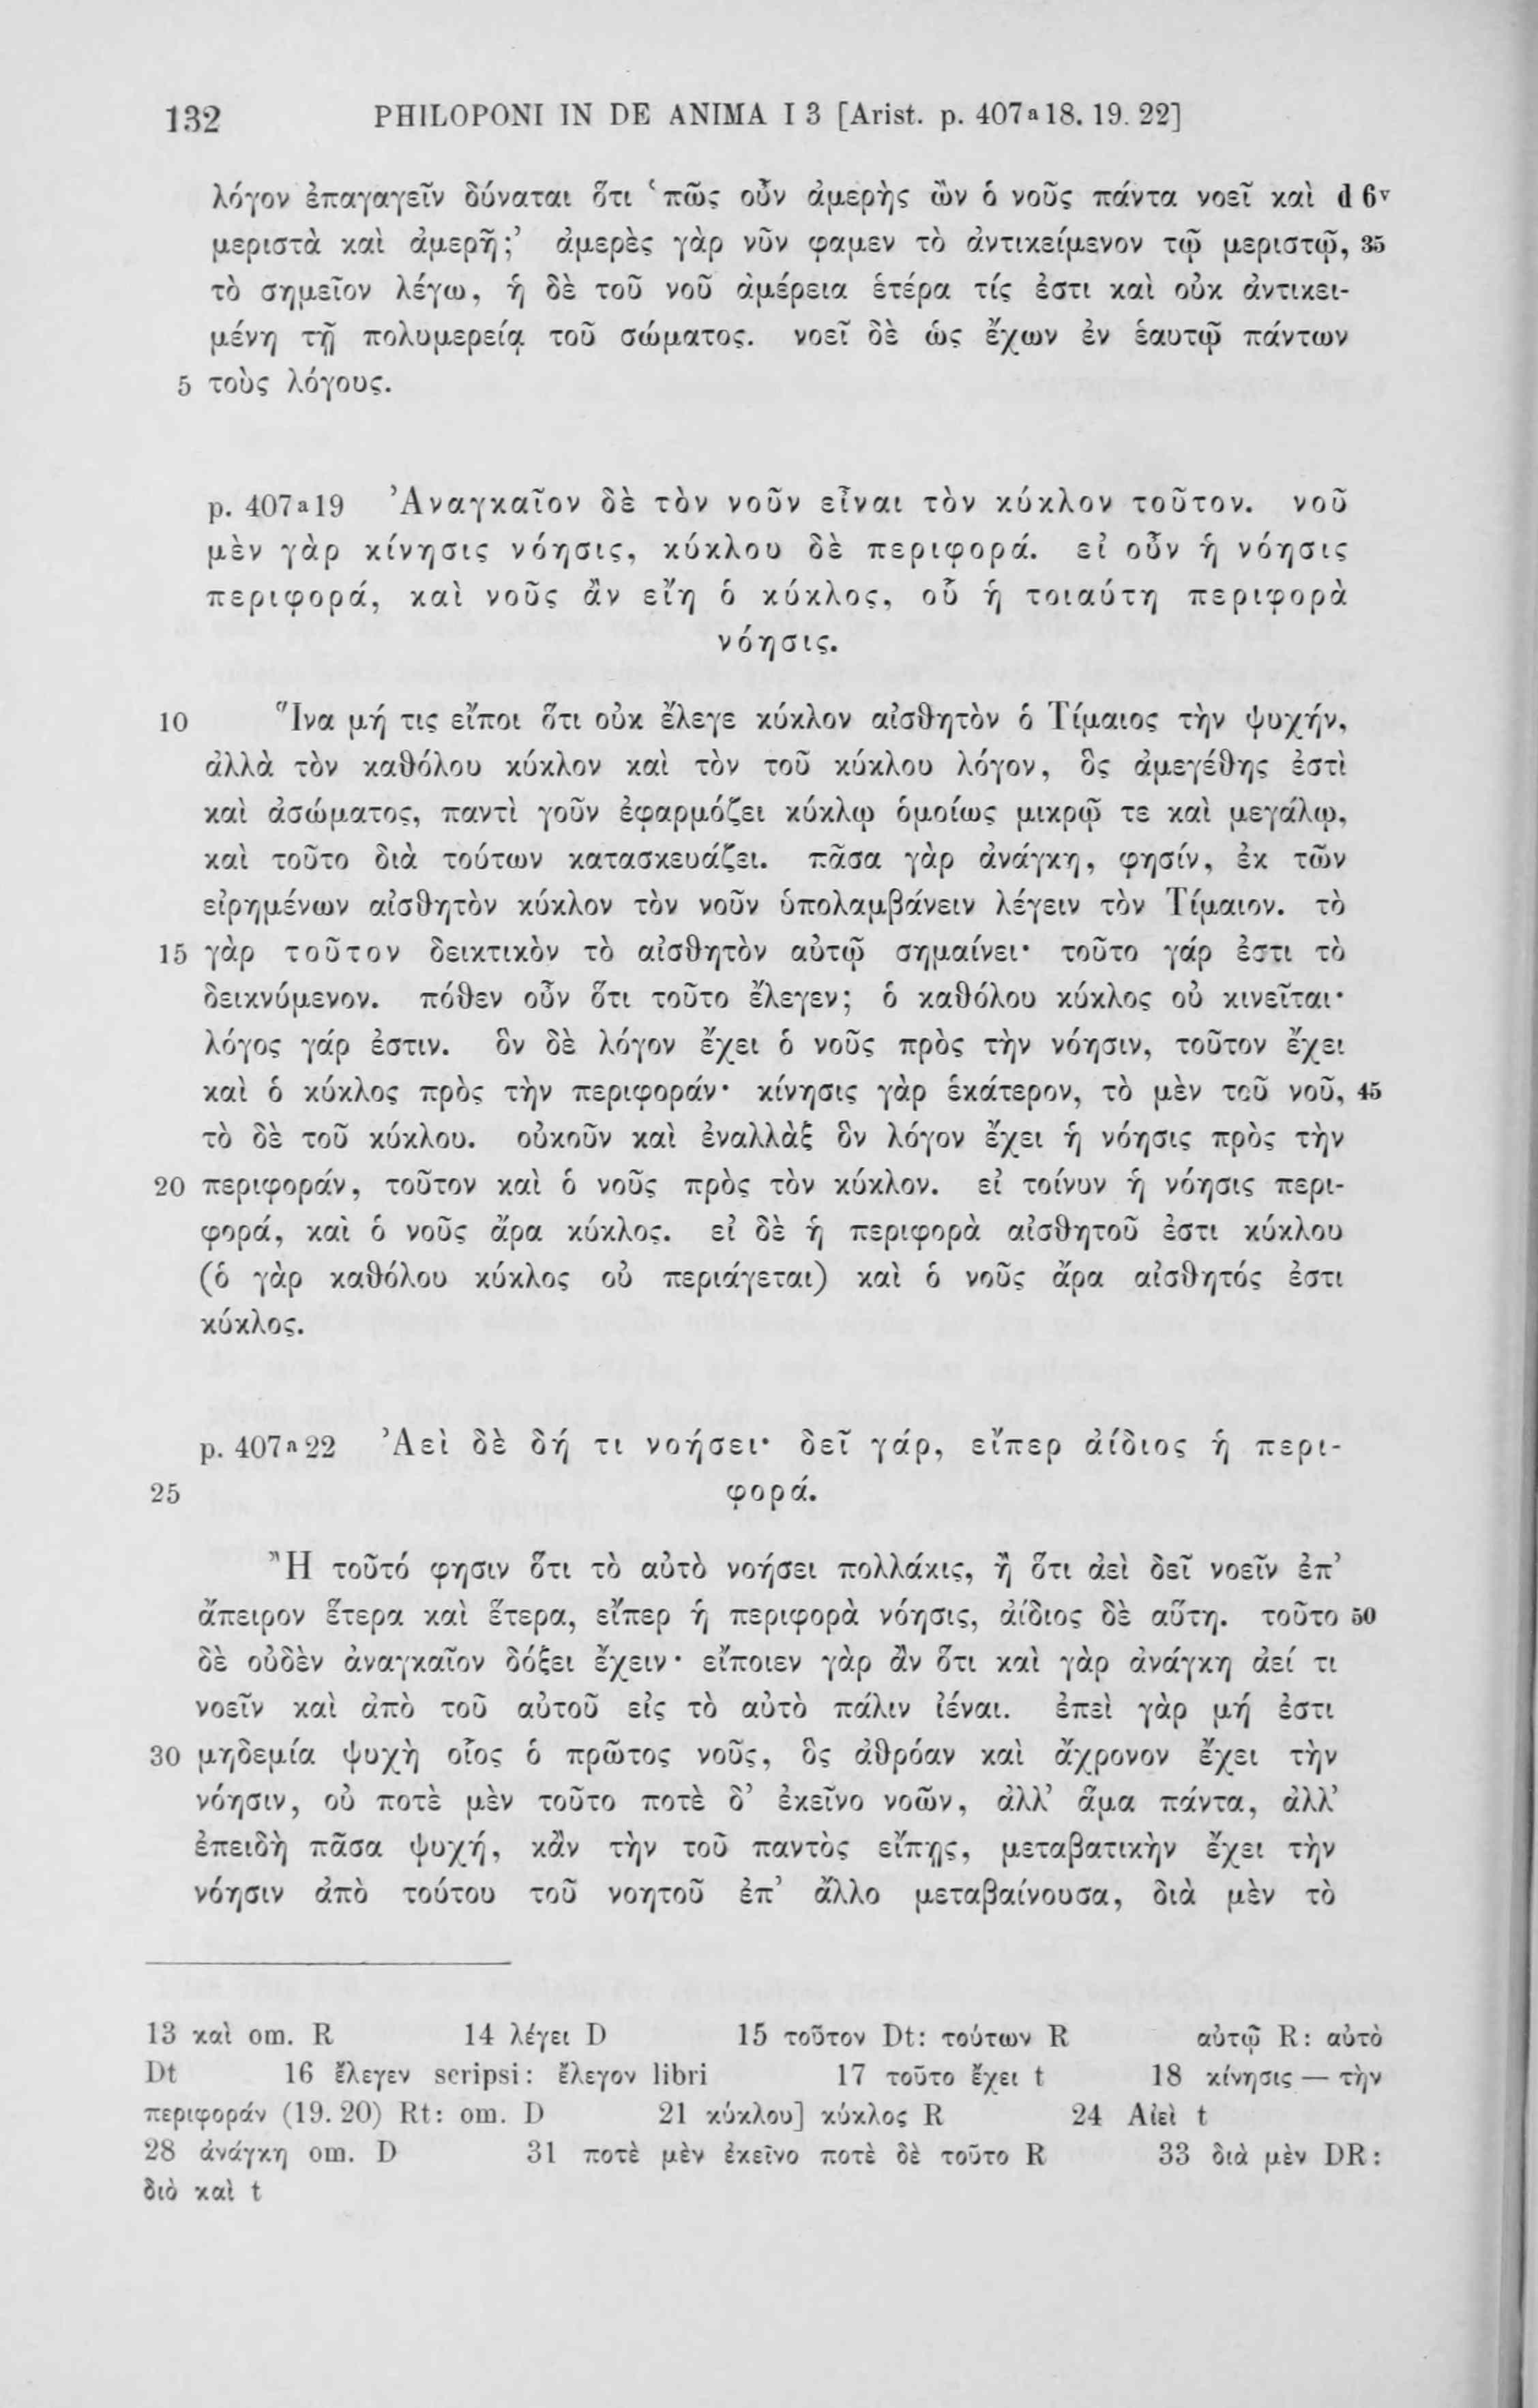 132 PHILOPONI IN DE ANIMA I 3 [Arist. p. 407a18. 19. 22]
λόγον ἐπαγαγεῖν δύναται ὅτι ‘πῶς οὖν ἀμερὴς ὢν ὁ νοῦς πάντα νοεῖ καὶ d 6v
μεριστὰ καὶ ἀμερῆ;’ ἀμερὲς γὰρ νῦν φαμεν τὸ ἀντικείμενον τῷ μεριστῷ, 35
τὸ σημεῖον λέγω, ἡ δὲ τοῦ νοῦ ἀμέρεια ἑτέρα τίς ἐστι καὶ οὐκ ἀντικει-
μένη τῇ πολυμερείᾳ τοῦ σώματος. νοεῖ δὲ ὡς ἔχων ἐν ἑαυτῷ πάντων
5 τοὺς λόγους.
p. 407a19 Ἀναγκαῖον δὲ τὸν νοῦν εἶναι τὸν κύκλον τοῦτον. νοῦ
μὲν γὰρ κίνησις νόησις, κύκλου δὲ περιφορά. εἰ οὖν ἡ νόησις
περιφορά, καὶ νοῦς ἂν εἴη ὁ κύκλος, οὗ ἡ τοιαύτη περιφορὰ
νόησις.
10 Ἵνα μή τις εἴποι ὅτι οὐκ ἔλεγε κύκλον αἰσθητὸν ὁ Τίμαιος τὴν ψυχήν,
ἀλλὰ τὸν καθόλου κύκλον καὶ τὸν τοῦ κύκλου λόγον, ὃς ἀμεγέθης ἐστὶ
καὶ ἀσώματος, παντὶ γοῦν ἐφαρμόζει κύκλῳ ὁμοίως μικρῷ τε καὶ μεγάλῳ,
καὶ τοῦτο διὰ τούτων κατασκευάζει. πᾶσα γὰρ ἀνάγκη, φησίν, ἐκ τῶν
εἰρημένων αἰσθητὸν κύκλον τὸν νοῦν ὑπολαμβάνειν λέγειν τὸν Τίμαιον. τὸ
15 γὰρ τοῦτον δεικτικὸν τὸ αἰσθητὸν αὐτῷ σημαίνει· τοῦτο γάρ ἐστι τὸ
δεικνύμενον. πόθεν οὖν ὅτι τοῦτο ἔλεγεν; ὁ καθόλου κύκλος οὐ κινεῖται·
λόγος γάρ ἐστιν. ὃν δὲ λόγον ἔχει ὁ νοῦς πρὸς τὴν νόησιν, τοῦτον ἔχει
καὶ ὁ κύκλος πρὸς τὴν περιφοράν· κίνησις γὰρ ἑκάτερον, τὸ μὲν τοῦ νοῦ, 45
τὸ δὲ τοῦ κύκλου. οὐκοῦν καὶ ἐναλλὰξ ὃν λόγον ἔχει ἡ νόησις πρὸς τὴν
20 περιφοράν, τοῦτον καὶ ὁ νοῦς πρὸς τὸν κύκλον. εἰ τοίνυν ἡ νόησις περι-
φορά, καὶ ὁ νοῦς ἄρα κύκλος. εἰ δὲ ἡ περιφορὰ αἰσθητοῦ ἐστι κύκλου
(ὁ γὰρ καθόλου κύκλος οὐ περιάγεται) καὶ ὁ νοῦς ἄρα αἰσθητός ἐστι
κύκλος.
p. 407a22 Ἀεὶ δὲ δή τι νοήσει· δεῖ γάρ, εἴπερ ἀίδιος ἡ περι-
25 φορά.
Ἢ τοῦτό φησιν ὅτι τὸ αὐτὸ νοήσει πολλάκις, ἢ ὅτι ἀεὶ δεῖ νοεῖν ἐπ’
ἄπειρον ἕτερα καὶ ἕτερα, εἴπερ ἡ περιφορὰ νόησις, ἀίδιος δὲ αὕτη. τοῦτο 50
δὲ οὐδὲν ἀναγκαῖον δόξει ἔχειν· εἴποιεν γὰρ ἂν ὅτι καὶ γὰρ ἀνάγκη ἀεί τι
νοεῖν καὶ ἀπὸ τοῦ αὐτοῦ εἰς τὸ αὐτὸ πάλιν ἰέναι. ἐπεὶ γὰρ μή ἐστι
30 μηδεμία ψυχὴ οἷος ὁ πρῶτος νοῦς, ὃς ἀθρόαν καὶ ἄχρονον ἔχει τὴν
νόησιν, οὐ ποτὲ μὲν τοῦτο ποτὲ δ’ ἐκεῖνο νοῶν, ἀλλ’ ἅμα πάντα, ἀλλ’
ἐπειδὴ πᾶσα ψυχή, κἂν τὴν τοῦ παντὸς εἴπῃς, μεταβατικὴν ἔχει τὴν
νόησιν ἀπὸ τούτου τοῦ νοητοῦ ἐπ’ ἄλλο μεταβαίνουσα, διὰ μὲν τὸ
13 καὶ om. R 14 λέγει D 15 τοῦτον Dt: τούτων R αὐτῷ R: αὐτὸ
Dt 16 ἔλεγεν scripsi: ἔλεγον libri 17 τοῦτο ἔχει t 18 κίνησις — τὴν
περιφοράν (19. 20) Rt: om. D 21 κύκλου] κύκλος R 24 Αἰεὶ t
28 ἀνάγκη om. D 31 ποτὲ μὲν ἐκεῖνο ποτὲ δὲ τοῦτο R 33 διὰ μὲν DR:
διὸ καὶ t